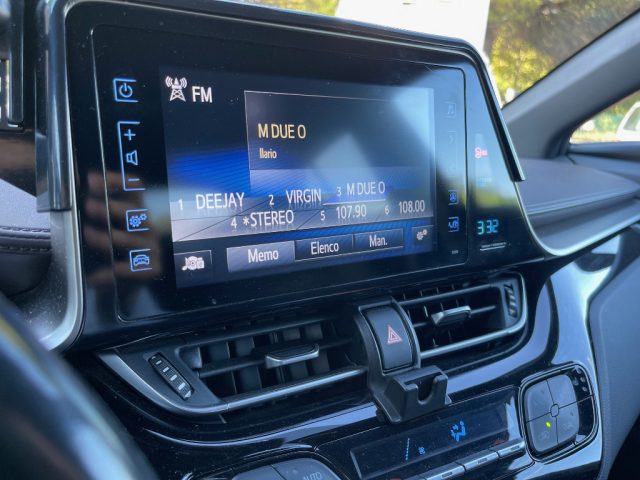 FM
M DUE O
Ilario
1 DEEJAY 2 VIRGIN 3 M DUE O
4 *STEREO 5 107.90 6 108.00
Memo Elenco Man.
3:32
AUTO